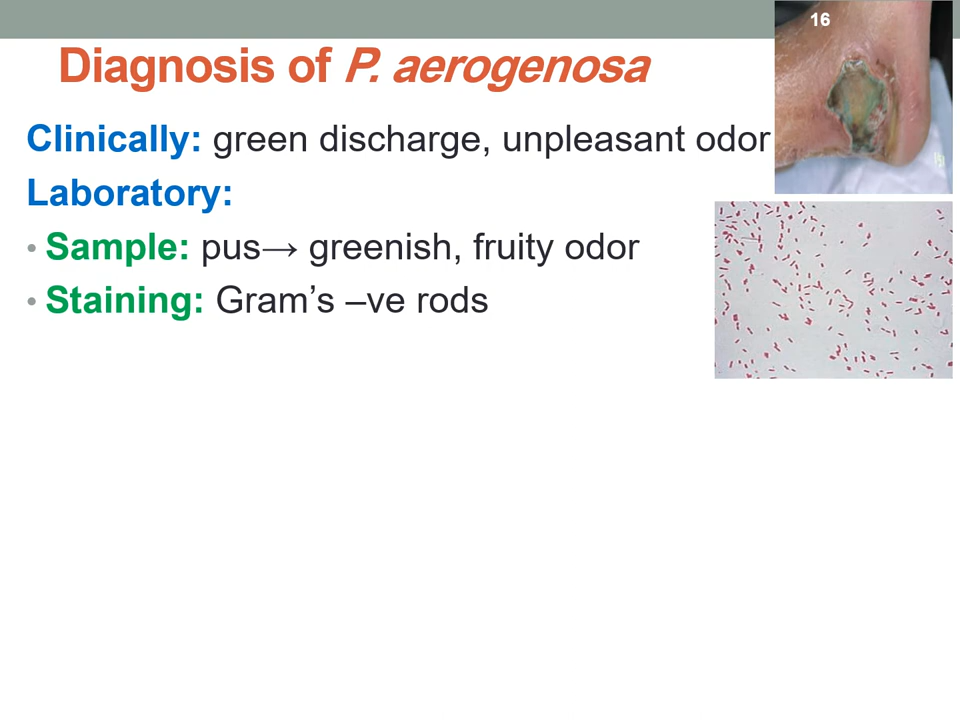 16
Diagnosis of P. aerogenosa
Clinically: green discharge, unpleasant odor
Laboratory:
• Sample: pus→ greenish, fruity odor
• Staining: Gram’s –ve rods